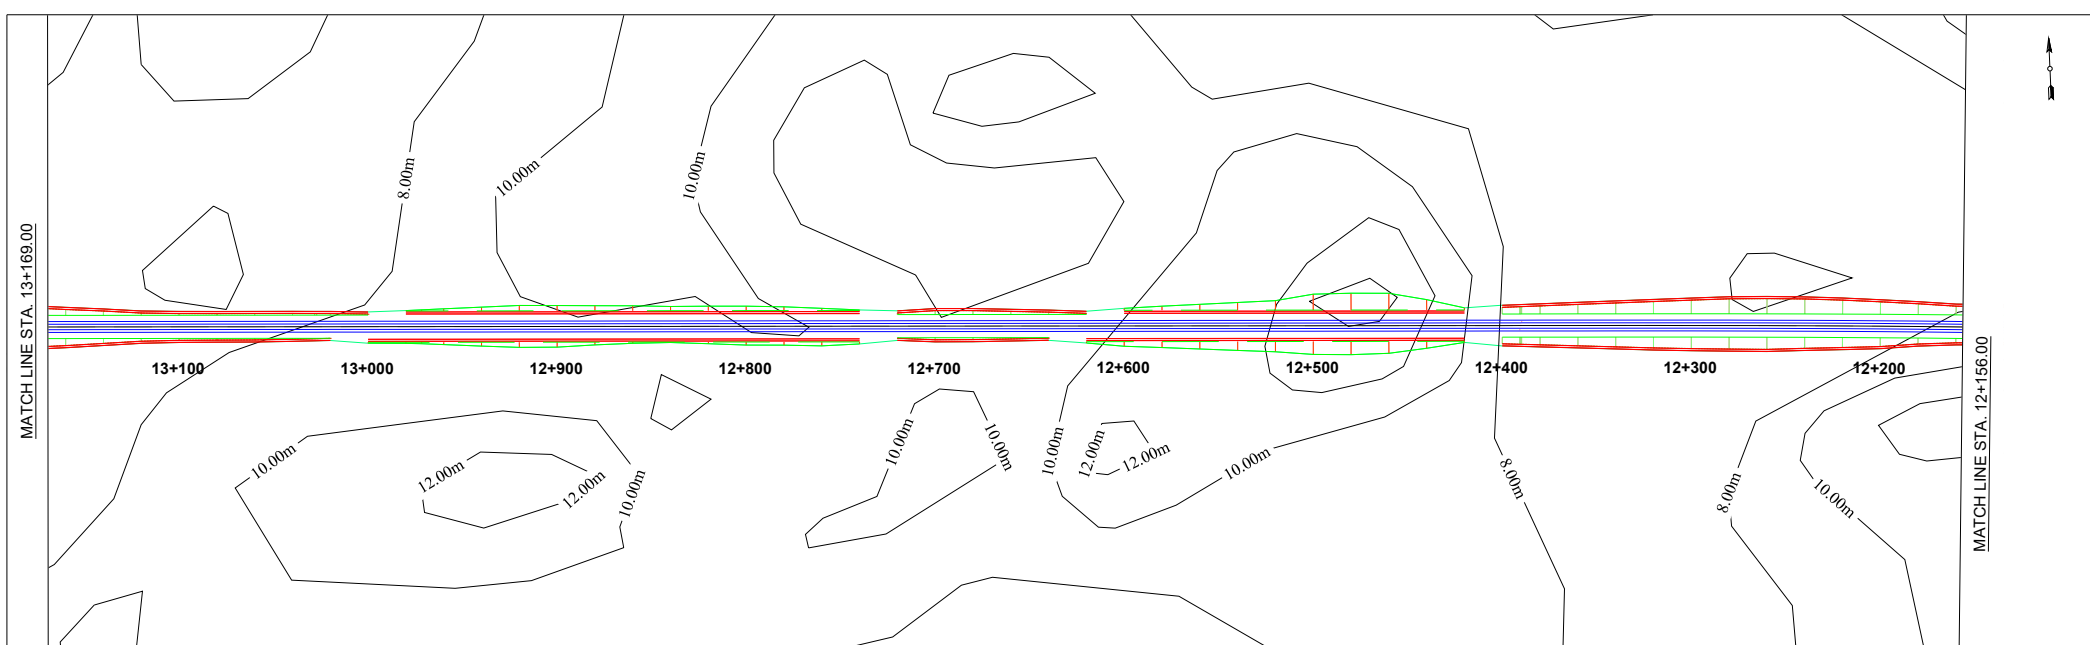 MATCH LINE STA. 13+169.00
8.00m
10.00m
10.00m
13+100
13+000
12+900
12+800
12+700
12+600
12+500
12+400
12+300
12+200
10.00m
12.00m
12.00m
10.00m
10.00m
10.00m
10.00m
12.00m
12.00m
10.00m
8.00m
8.00m
10.00m
MATCH LINE STA. 12+156.00